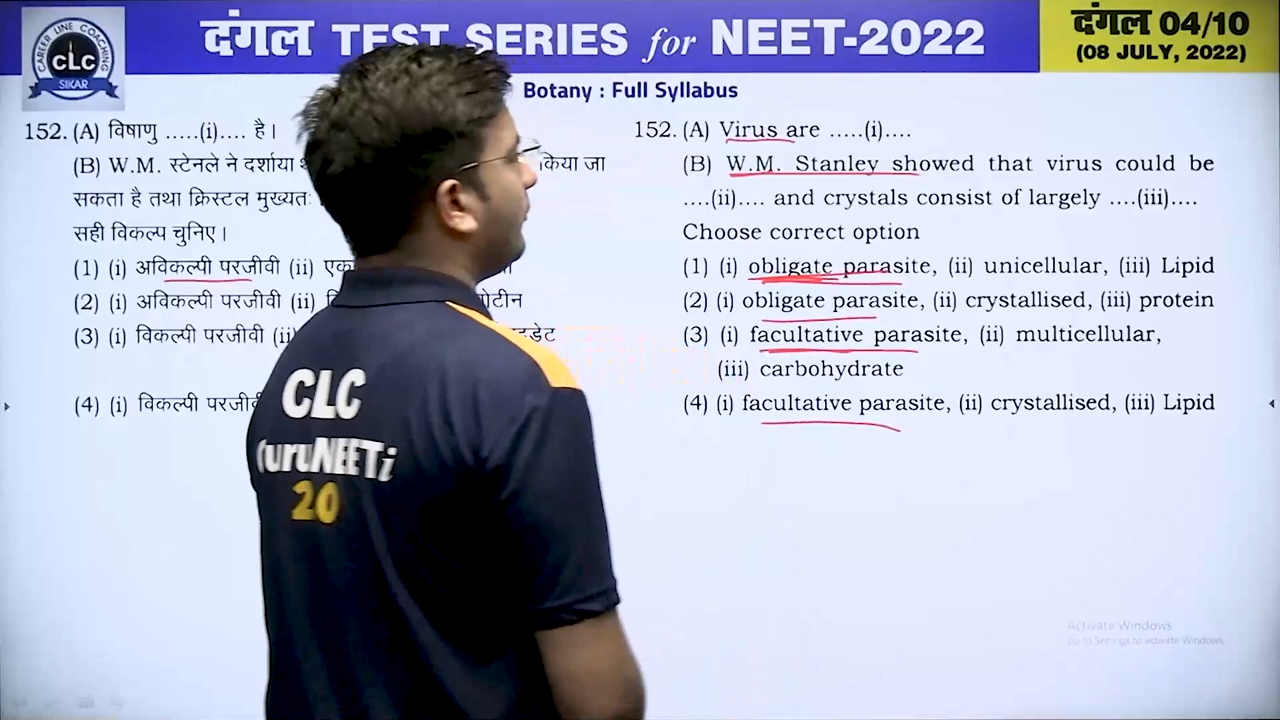 दंगल TEST SERIES for NEET-2022
दंगल 04/10
(08 JULY, 2022)
CAREER LINE COACHING
CLC
SIKAR
Botany : Full Syllabus
152. (A) विषाणु .....(i).... है।
(B) W.M. स्टेनले ने दर्शाया
किया जा
सकता है तथा क्रिस्टल मुख्यतः
सही विकल्प चुनिए।
(1) (i) अविकल्पी परजीवी (ii)
(2) (i) अविकल्पी परजीवी (ii)
(3) (i) विकल्पी परजीवी (ii)
(4) (i) विकल्पी
152. (A) Virus are .....(i)....
(B) W.M. Stanley showed that virus could be
....(ii).... and crystals consist of largely ....(iii)....
Choose correct option
(1) (i) obligate parasite, (ii) unicellular, (iii) Lipid
(2) (i) obligate parasite, (ii) crystallised, (iii) protein
(3) (i) facultative parasite, (ii) multicellular,
(iii) carbohydrate
(4) (i) facultative parasite, (ii) crystallised, (iii) Lipid
CLC
20
Activate Windows
Go to Settings to activate Windows.